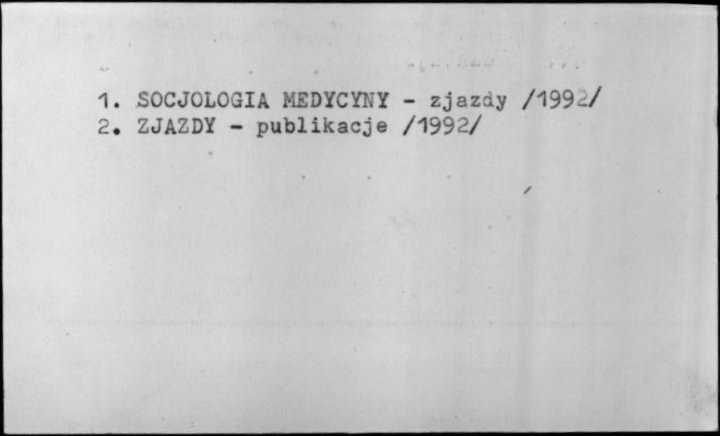 1. SOCJOLOGIA MEDYCYNY - zjazdy /1992/
2. ZJAZDY - publikacje /1992/